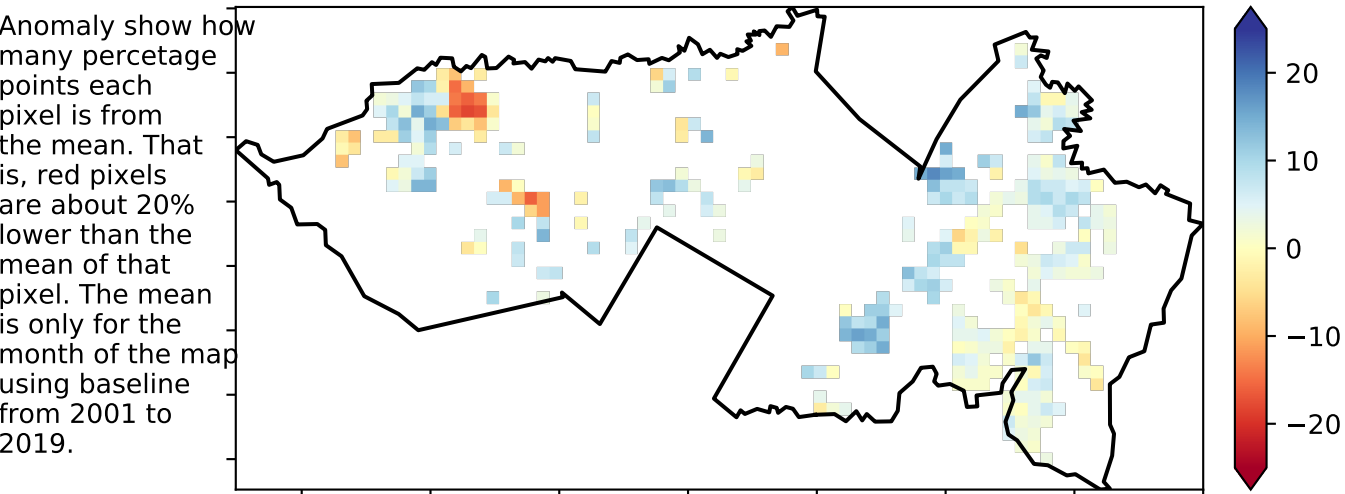 Anomaly show how
many percetage
points each
pixel is from
the mean. That
is, red pixels
are about 20%
lower than the
mean of that
pixel. The mean
is only for the
month of the map
using baseline
from 2001 to
2019.
20
10
0
−10
−20